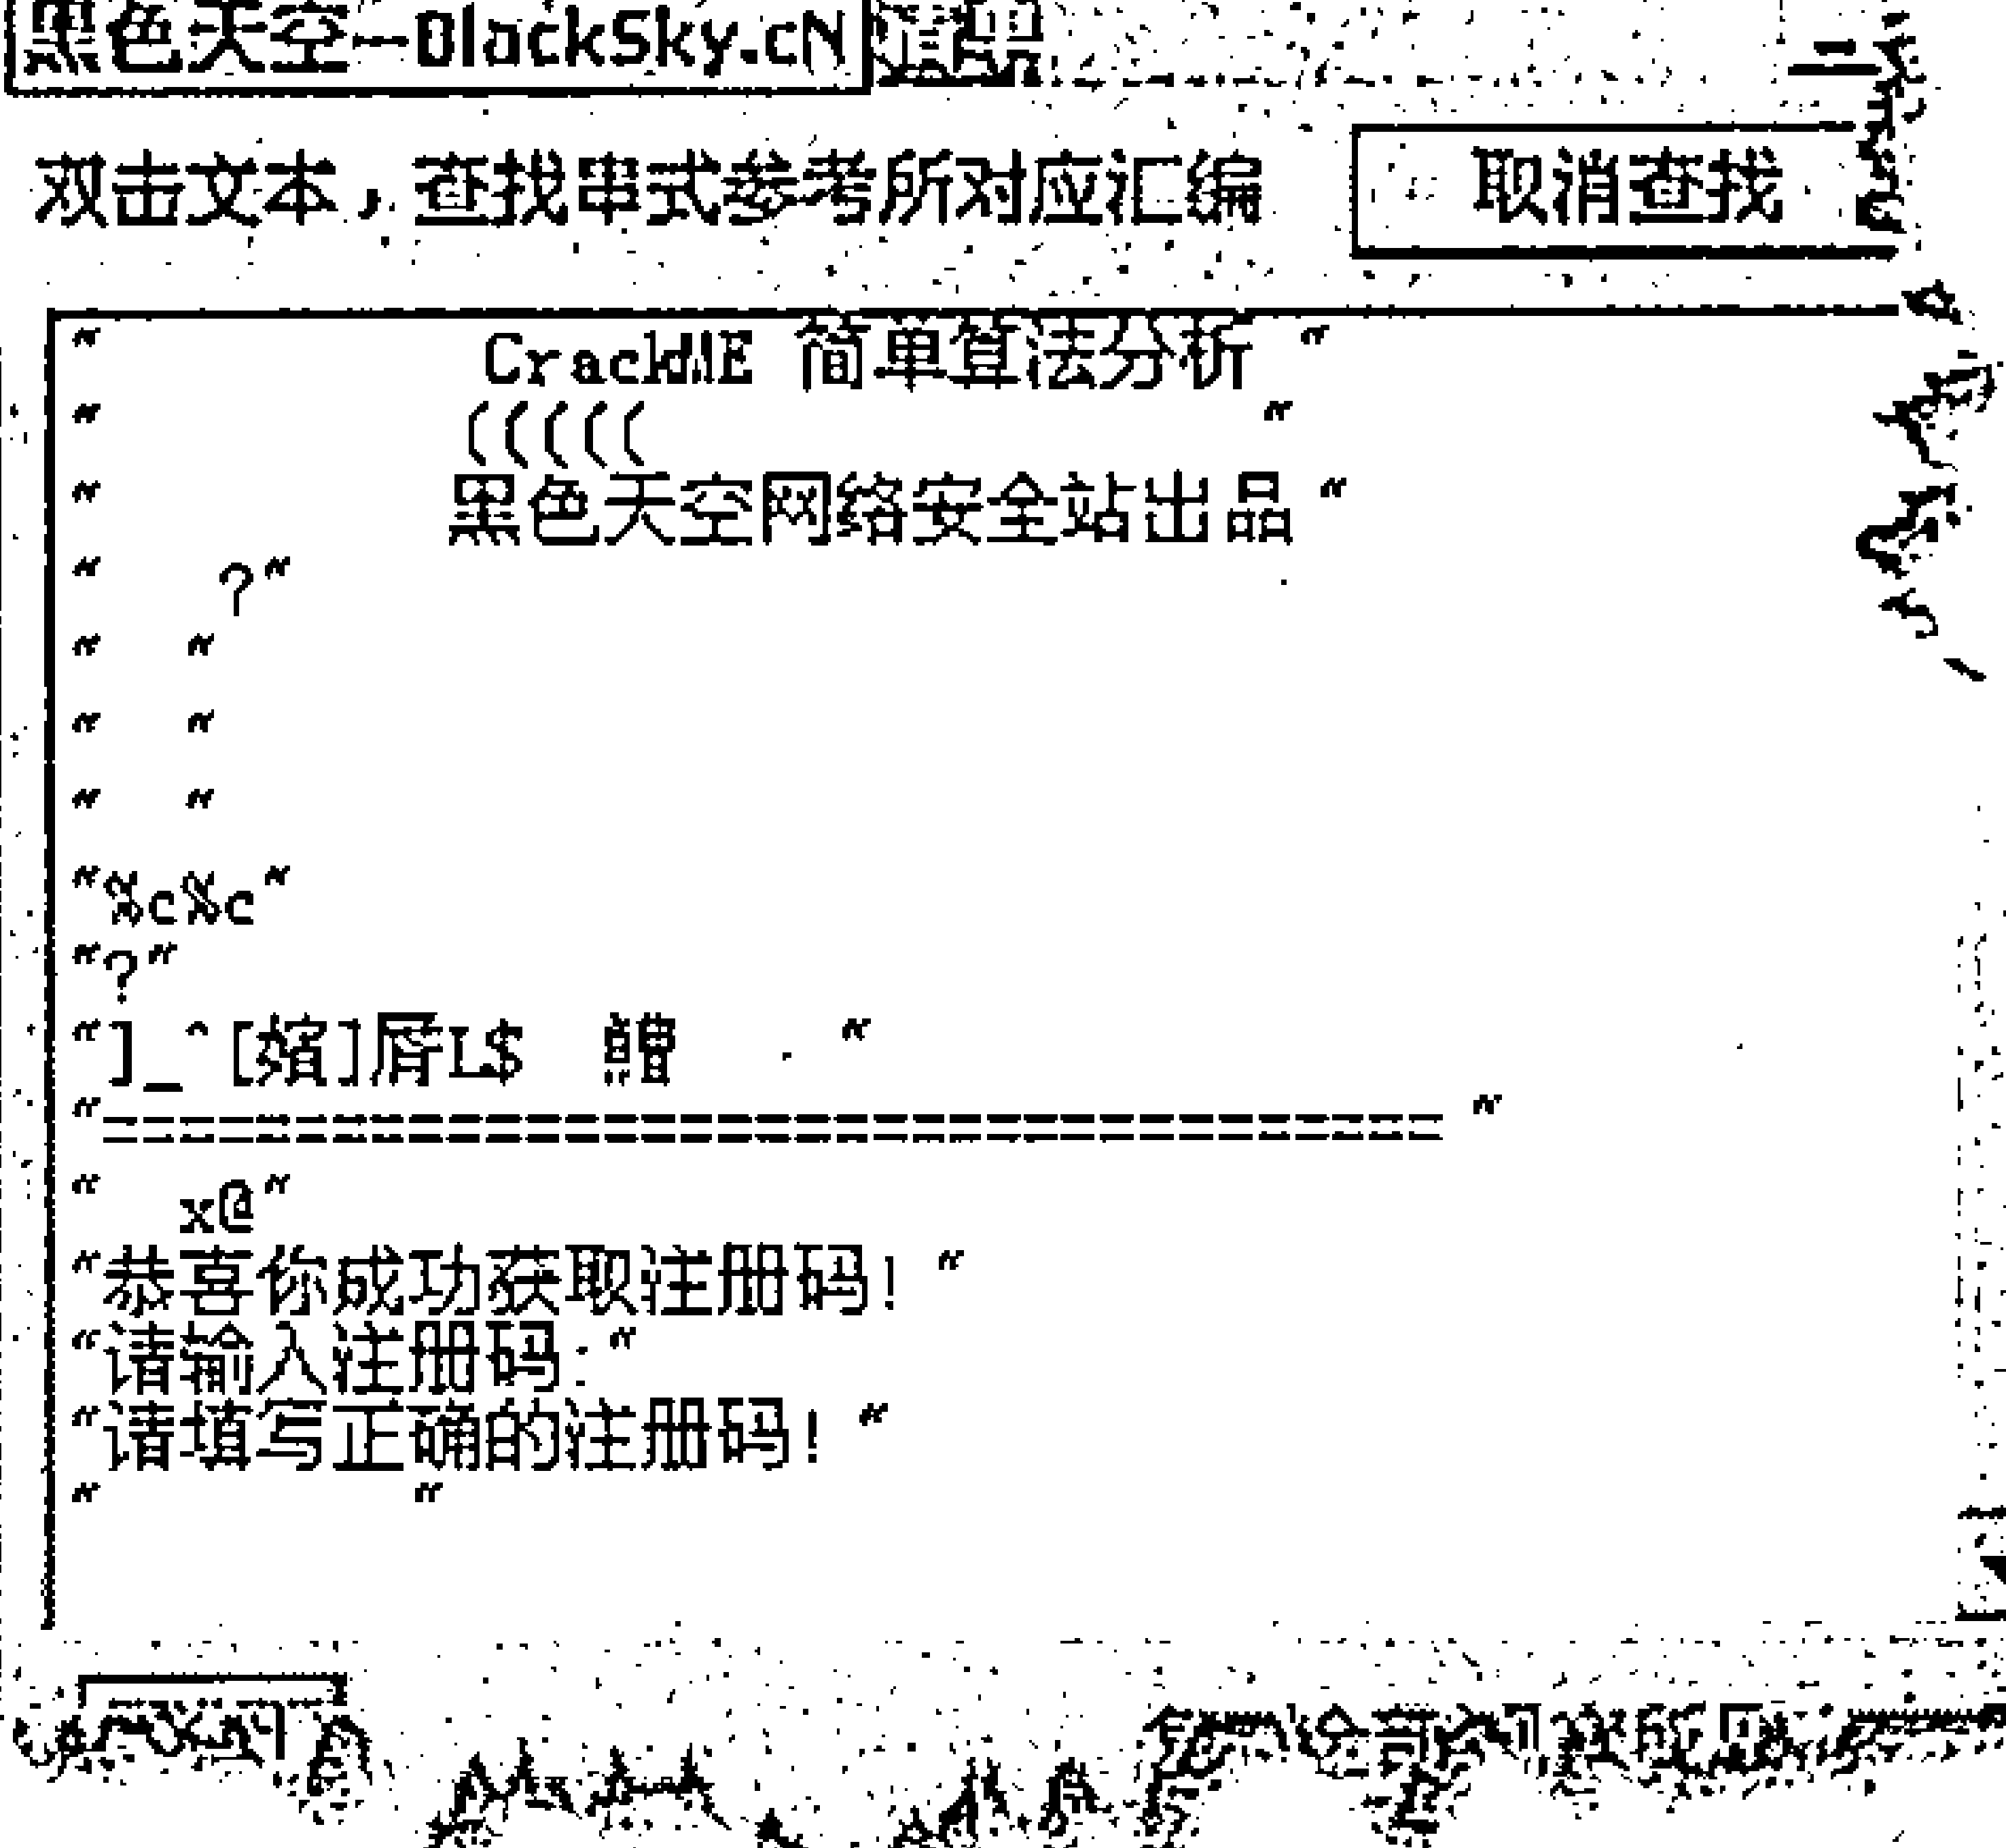 黑色天空--BlackSky.cN
双击文本，查找串式参考所对应汇编 取消查找
" CrackME 简单算法分析 "
" ((((( "
" 黑色天空网络安全站出品 "
" ?"
" "
" "
" "
"%c%c"
"?"
"]_^[嫔]脣L$ "
"=================================== "
" x@"
"恭喜你成功获取注册码! "
"请输入注册码:"
"请填写正确的注册码! "
" "